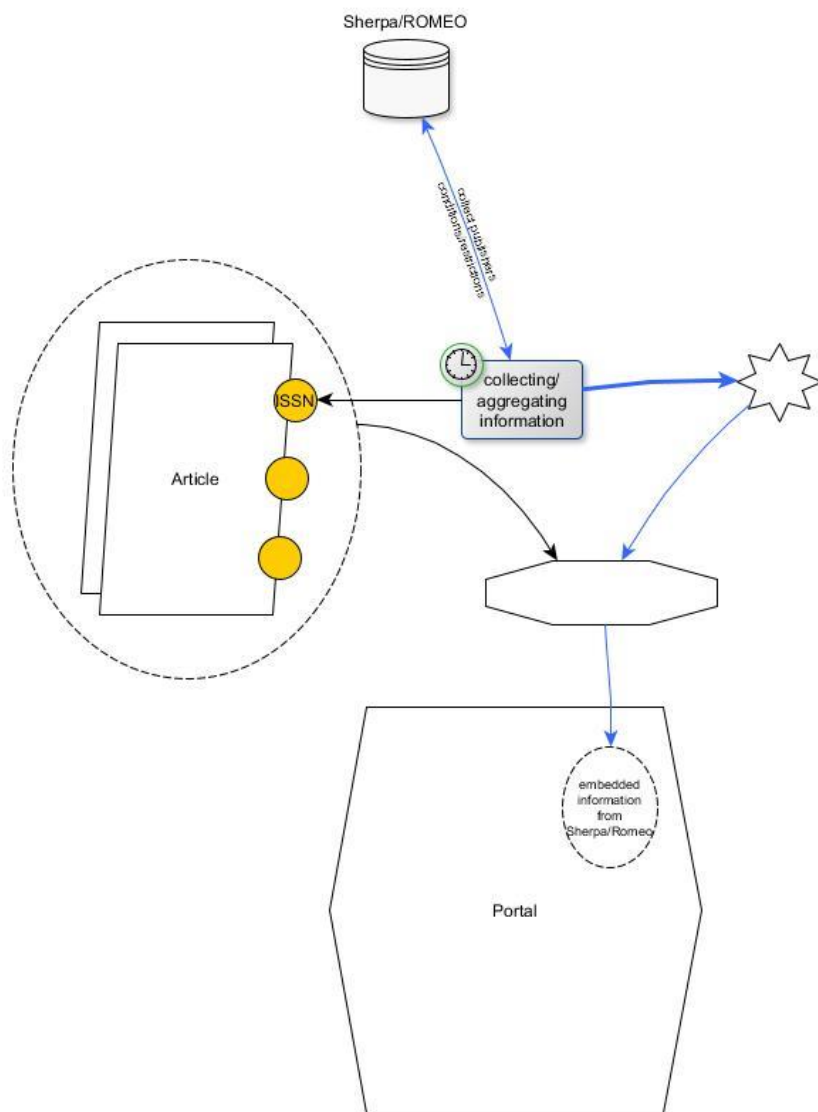 Sherpa/ROMEO
collect publishers
conditions/restrictions
collecting/
aggregating
information
ISSN
Article
embedded
information
from
Sherpa/Romeo
Portal